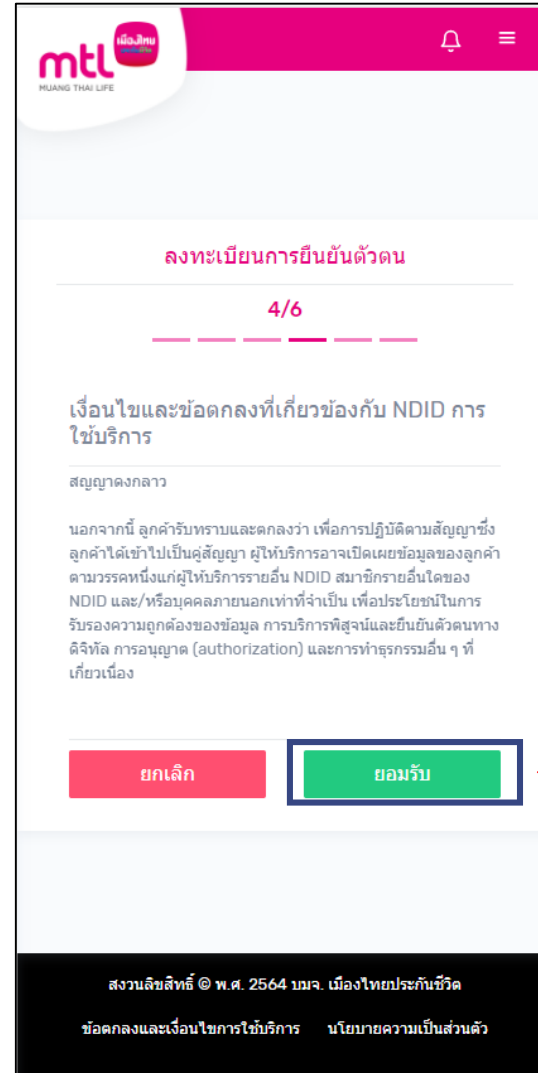 เมืองไทย
mtl
MUANG THAI LIFE
ลงทะเบียนการยืนยันตัวตน
4/6
เงื่อนไขและข้อตกลงที่เกี่ยวข้องกับ NDID การ
ใช้บริการ
สัญญาดังกล่าว
นอกจากนี้ ลูกค้ารับทราบและตกลงว่า เพื่อการปฏิบัติตามสัญญาซึ่ง
ลูกค้าได้เข้าไปเป็นคู่สัญญา ผู้ให้บริการอาจเปิดเผยข้อมูลของลูกค้า
ตามวรรคหนึ่งแก่ผู้ให้บริการรายอื่น NDID สมาชิกรายอื่นใดของ
NDID และ/หรือบุคคลภายนอกเท่าที่จำเป็น เพื่อประโยชน์ในการ
รับรองความถูกต้องของข้อมูล การบริการพิสูจน์และยืนยันตัวตนทาง
ดิจิทัล การอนุญาต (authorization) และการทำธุรกรรมอื่น ๆ ที่
เกี่ยวเนื่อง
ยกเลิก ยอมรับ
สงวนลิขสิทธิ์ © พ.ศ. 2564 บมจ. เมืองไทยประกันชีวิต
ข้อตกลงและเงื่อนไขการใช้บริการ นโยบายความเป็นส่วนตัว